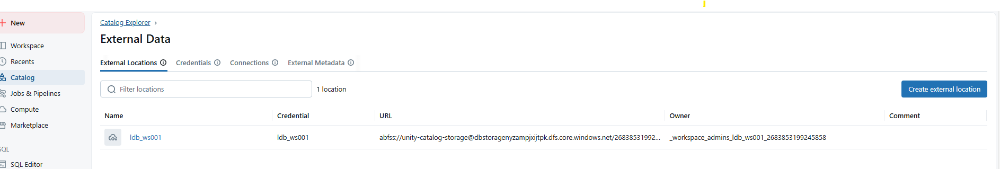 New
Workspace
Recents
Catalog
Jobs & Pipelines
Compute
Marketplace
SQL
SQL Editor
Catalog Explorer >
External Data
External Locations Credentials Connections External Metadata
Filter locations 1 location Create external location
Name Credential URL Owner Comment
ldb_ws001 ldb_ws001 abfss://unity-catalog-storage@dbstoragenyzampjxijtpk.dfs.core.windows.net/26838531992... _workspace_admins_ldb_ws001_2683853199245858